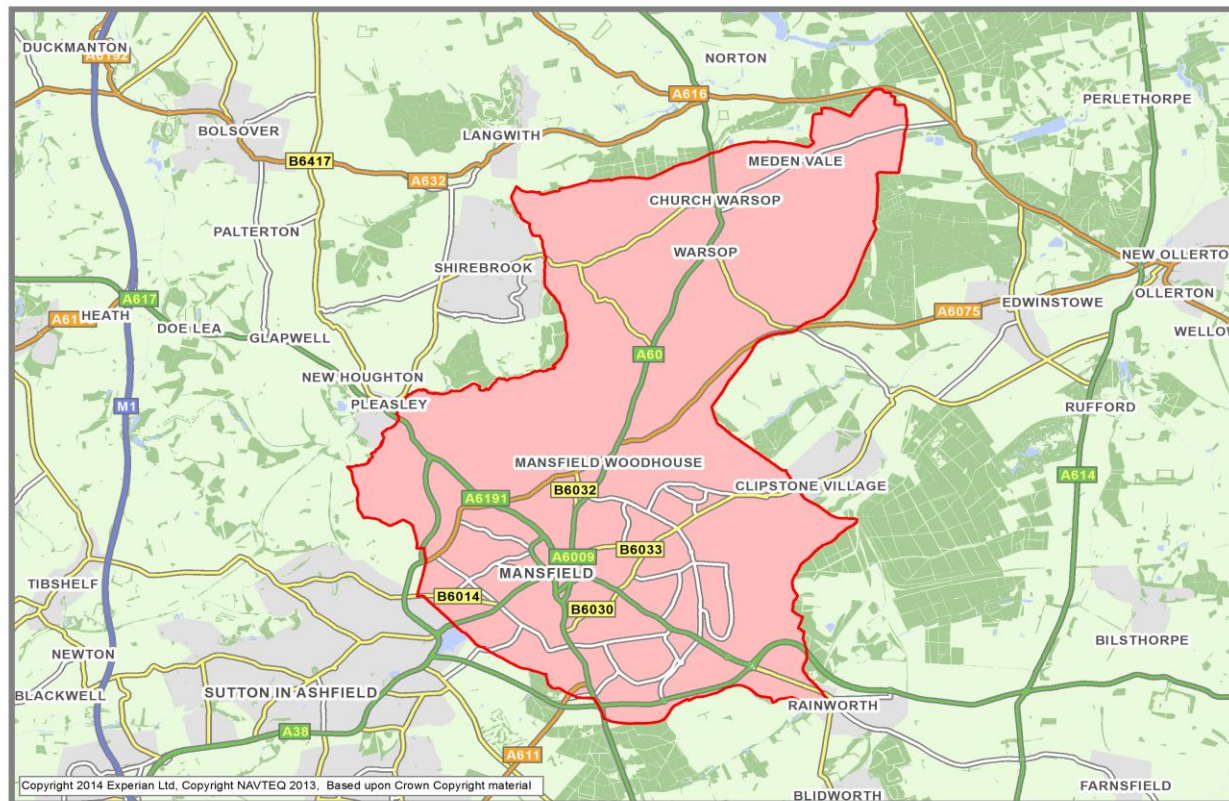 DUCKMANTON
A6192
NORTON
A616
PERLETHORPE
BOLSOVER
LANGWITH
B6417
MEDEN VALE
A632
CHURCH WARSOP
PALTERTON
WARSOP
NEW OLLERTO
SHIREBROOK
OLLERTON
A617
EDWINSTOWE
A6075
HEATH
A61
DOE LEA
WELLOW
GLAPWELL
A60
NEW HOUGHTON
PLEASLEY
M1
RUFFORD
MANSFIELD WOODHOUSE
A614
B6032
CLIPSTONE VILLAGE
A6191
B6033
A6009
MANSFIELD
TIBSHELF
B6014
B6030
BILSTHORPE
NEWTON
BLACKWELL
SUTTON IN ASHFIELD
RAINWORTH
A38
A611
Copyright 2014 Experian Ltd, Copyright NAVTEQ 2013, Based upon Crown Copyright material
FARNSFIELD
BLIDWORTH